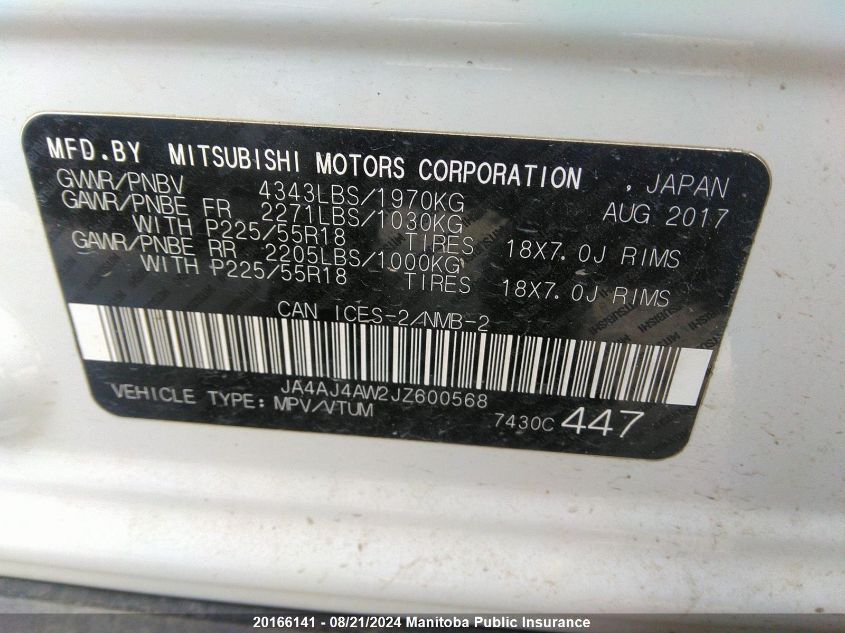 MFD.BY MITSUBISHI MOTORS CORPORATION , JAPAN
GVWR/PNBV 4343LBS/1970KG AUG 2017
GAWR/PNBE FR 2271LBS/1030KG
WITH P225/55R18 TIRES 18X7.0J RIMS
GAWR/PNBE RR 2205LBS/1000KG
WITH P225/55R18 TIRES 18X7.0J RIMS
CAN ICES-2/NMB-2
JA4AJ4AW2JZ600568
VEHICLE TYPE: MPV/VTUM 7430C 447
20166141 - 08/21/2024 Manitoba Public Insurance